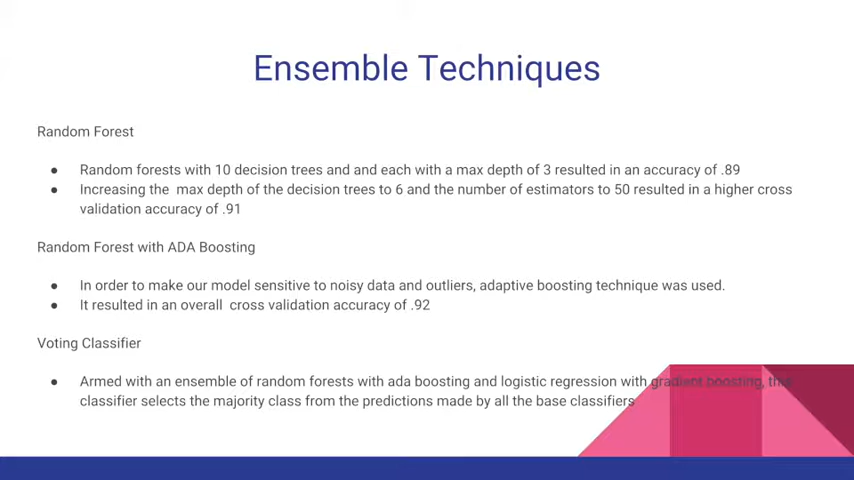 Ensemble Techniques
Random Forest
● Random forests with 10 decision trees and and each with a max depth of 3 resulted in an accuracy of .89
● Increasing the max depth of the decision trees to 6 and the number of estimators to 50 resulted in a higher cross
validation accuracy of .91
Random Forest with ADA Boosting
● In order to make our model sensitive to noisy data and outliers, adaptive boosting technique was used.
● It resulted in an overall cross validation accuracy of .92
Voting Classifier
● Armed with an ensemble of random forests with ada boosting and logistic regression with gradient boosting, this
classifier selects the majority class from the predictions made by all the base classifiers